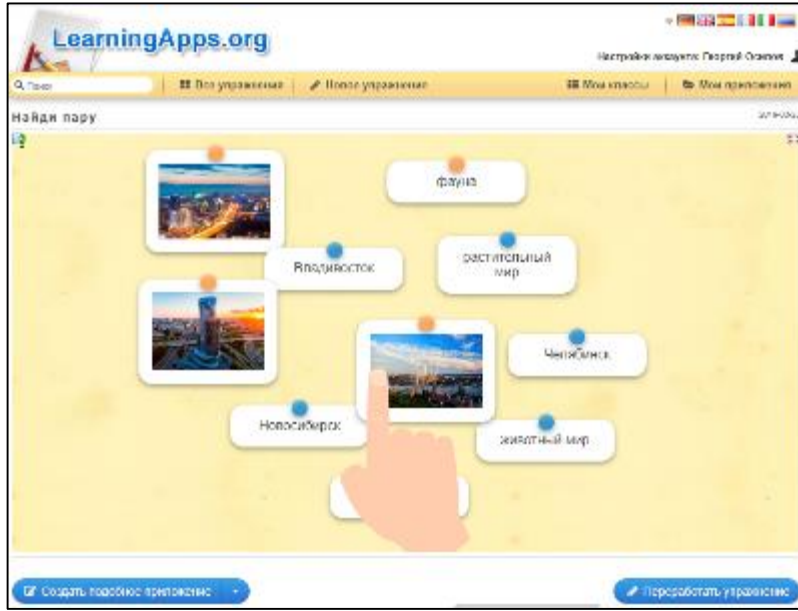 LearningApps.org
Настройки аккаунта: Георгий Осипов
Поиск
Все упражнения
Новое упражнение
Мои классы
Мои приложения
Найди пару
фауна
Владивосток
растительный
мир
Челябинск
Новосибирск
животный мир
Создать подобное приложение
Переработать упражнение